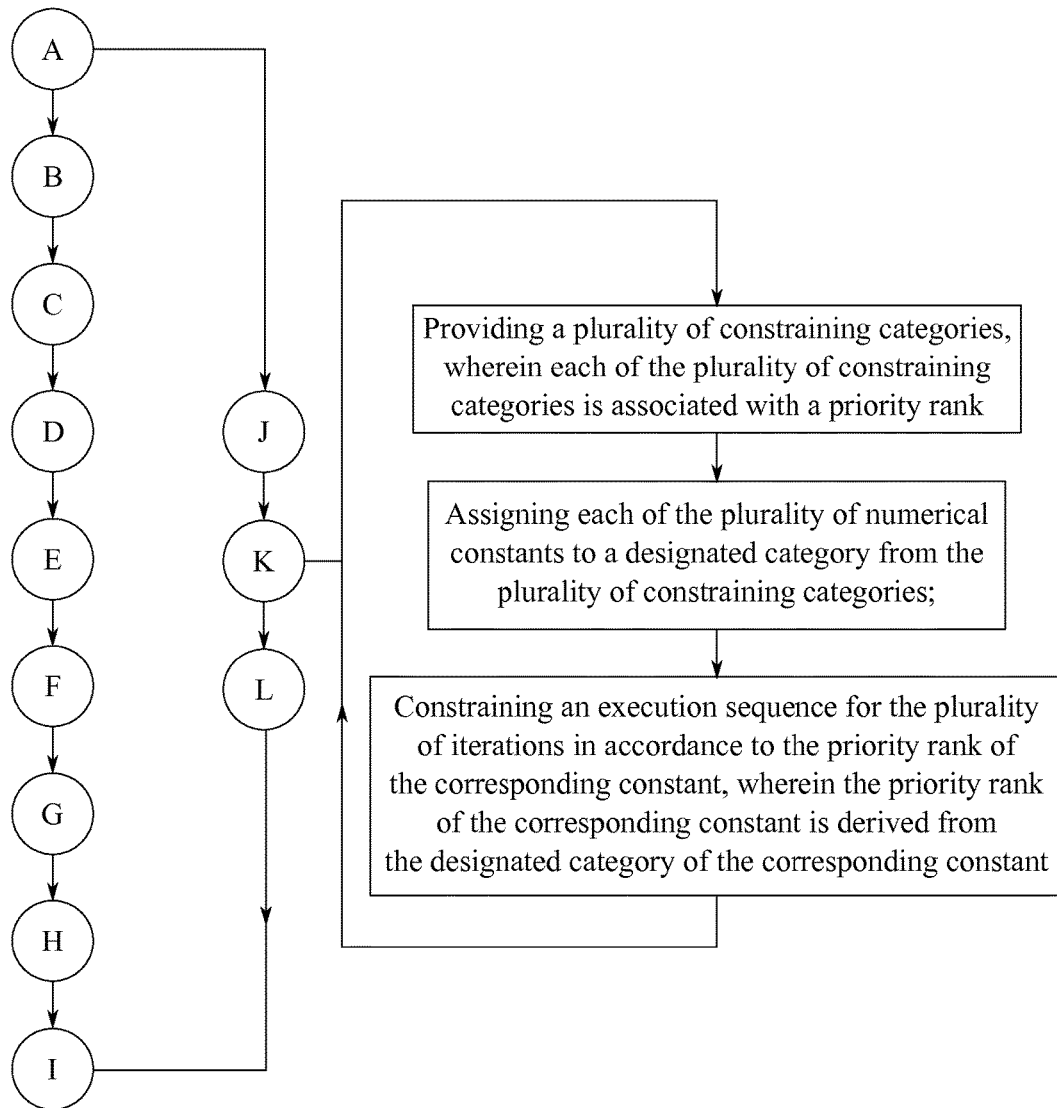 A
B
C
D
E
F
G
H
I
J
K
L
Providing a plurality of constraining categories,
wherein each of the plurality of constraining
categories is associated with a priority rank
Assigning each of the plurality of numerical
constants to a designated category from the
plurality of constraining categories;
Constraining an execution sequence for the plurality
of iterations in accordance to the priority rank of
the corresponding constant, wherein the priority rank
of the corresponding constant is derived from
the designated category of the corresponding constant